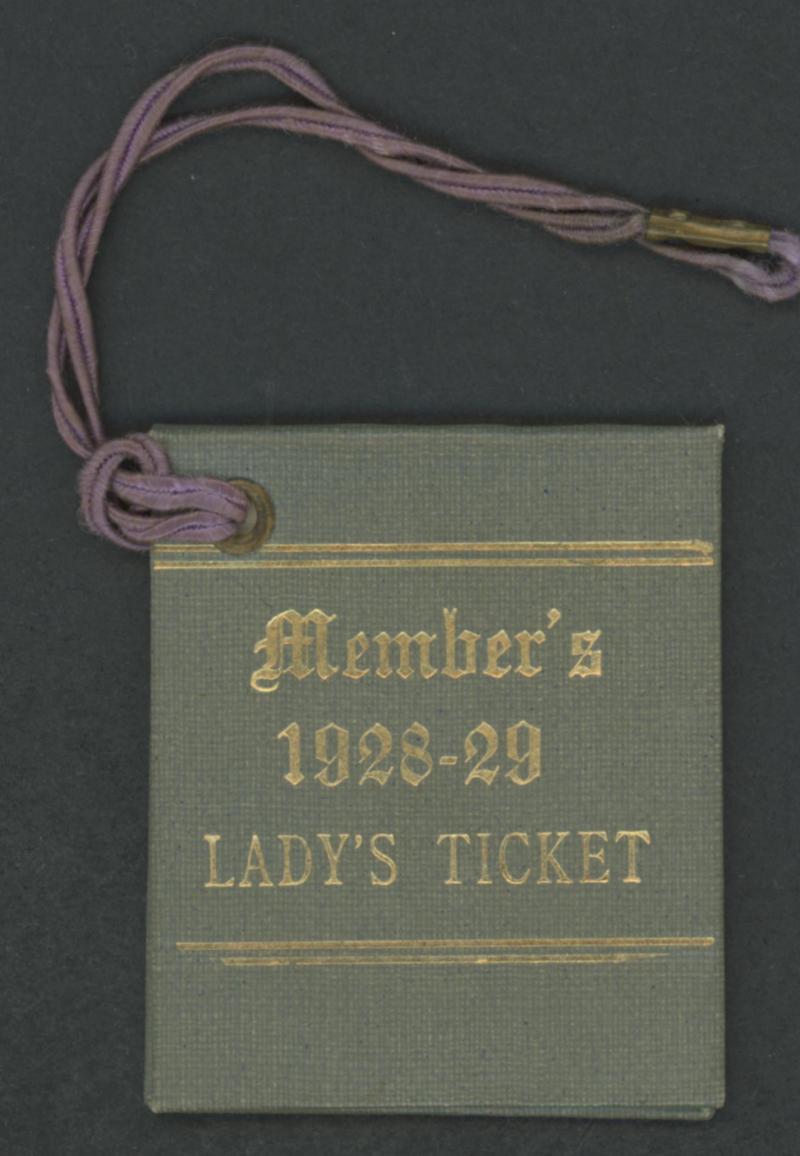 Member's
1928-29
LADY'S TICKET